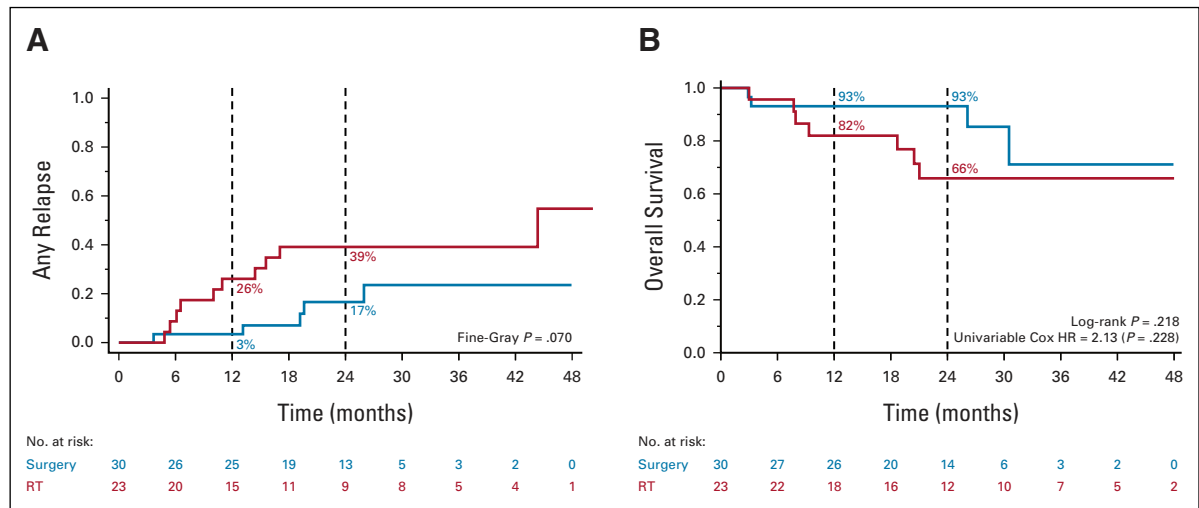 A
Any Relapse
1.0
0.8
0.6
0.4
0.2
0.0
26%
39%
3%
17%
Fine-Gray P = .070
0 6 12 18 24 30 36 42 48
Time (months)
No. at risk:
Surgery 30 26 25 19 13 5 3 2 0
RT 23 20 15 11 9 8 5 4 1
B
Overall Survival
1.0
0.8
0.6
0.4
0.2
0.0
93%
93%
82%
66%
Log-rank P = .218
Univariable Cox HR = 2.13 (P = .228)
0 6 12 18 24 30 36 42 48
Time (months)
No. at risk:
Surgery 30 27 26 20 14 6 3 2 0
RT 23 22 18 16 12 10 7 5 2